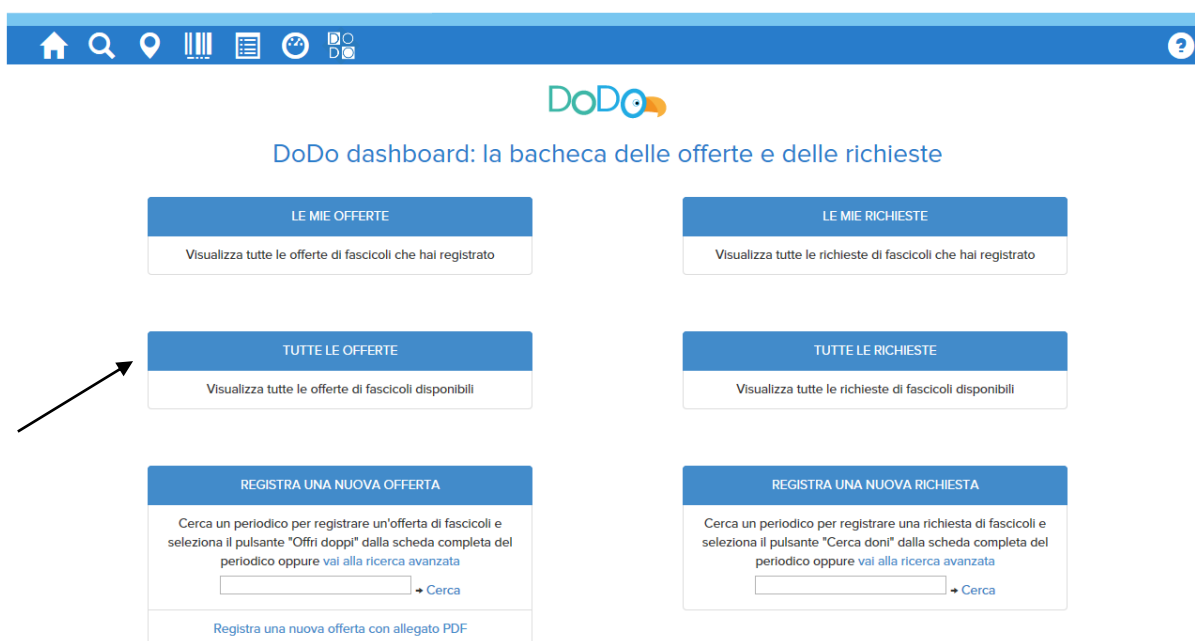 DO
DO
?
DoDo
DoDo dashboard: la bacheca delle offerte e delle richieste
LE MIE OFFERTE
Visualizza tutte le offerte di fascicoli che hai registrato
LE MIE RICHIESTE
Visualizza tutte le richieste di fascicoli che hai registrato
TUTTE LE OFFERTE
Visualizza tutte le offerte di fascicoli disponibili
TUTTE LE RICHIESTE
Visualizza tutte le richieste di fascicoli disponibili
REGISTRA UNA NUOVA OFFERTA
Cerca un periodico per registrare un'offerta di fascicoli e
seleziona il pulsante "Offri doppi" dalla scheda completa del
periodico oppure vai alla ricerca avanzata
Cerca
Registra una nuova offerta con allegato PDF
REGISTRA UNA NUOVA RICHIESTA
Cerca un periodico per registrare una richiesta di fascicoli e
seleziona il pulsante "Cerca doni" dalla scheda completa del
periodico oppure vai alla ricerca avanzata
Cerca